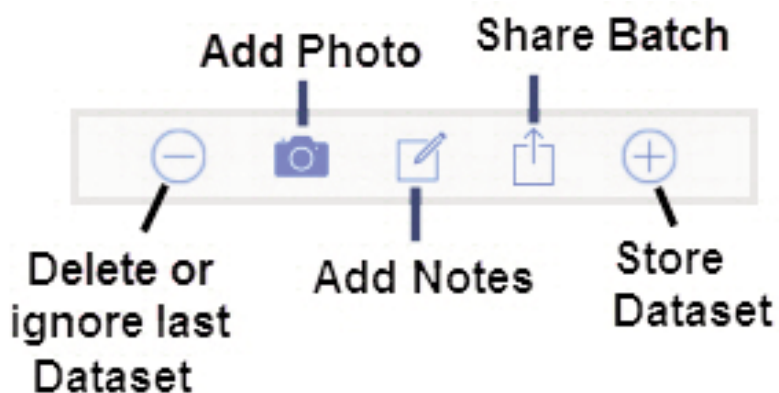 Add Photo
Share Batch
Delete or
ignore last
Dataset
Add Notes
Store
Dataset